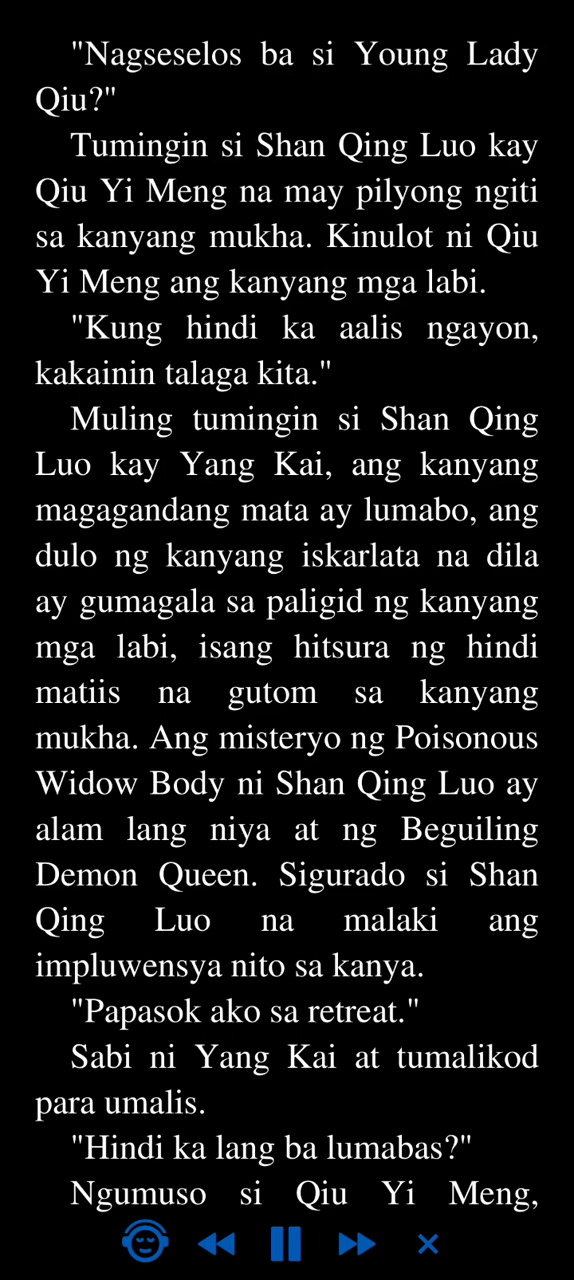 "Nagseselos ba si Young Lady
Qiu?"
Tumingin si Shan Qing Luo kay
Qiu Yi Meng na may pilyong ngiti
sa kanyang mukha. Kinulot ni Qiu
Yi Meng ang kanyang mga labi.
"Kung hindi ka aalis ngayon,
kakainin talaga kita."
Muling tumingin si Shan Qing
Luo kay Yang Kai, ang kanyang
magagandang mata ay lumabo, ang
dulo ng kanyang iskarlata na dila
ay gumagala sa paligid ng kanyang
mga labi, isang hitsura ng hindi
matiis na gutom sa kanyang
mukha. Ang misteryo ng Poisonous
Widow Body ni Shan Qing Luo ay
alam lang niya at ng Beguiling
Demon Queen. Sigurado si Shan
Qing Luo na malaki ang
impluwensya nito sa kanya.
"Papasok ako sa retreat."
Sabi ni Yang Kai at tumalikod
para umalis.
"Hindi ka lang ba lumabas?"
Ngumuso si Qiu Yi Meng,